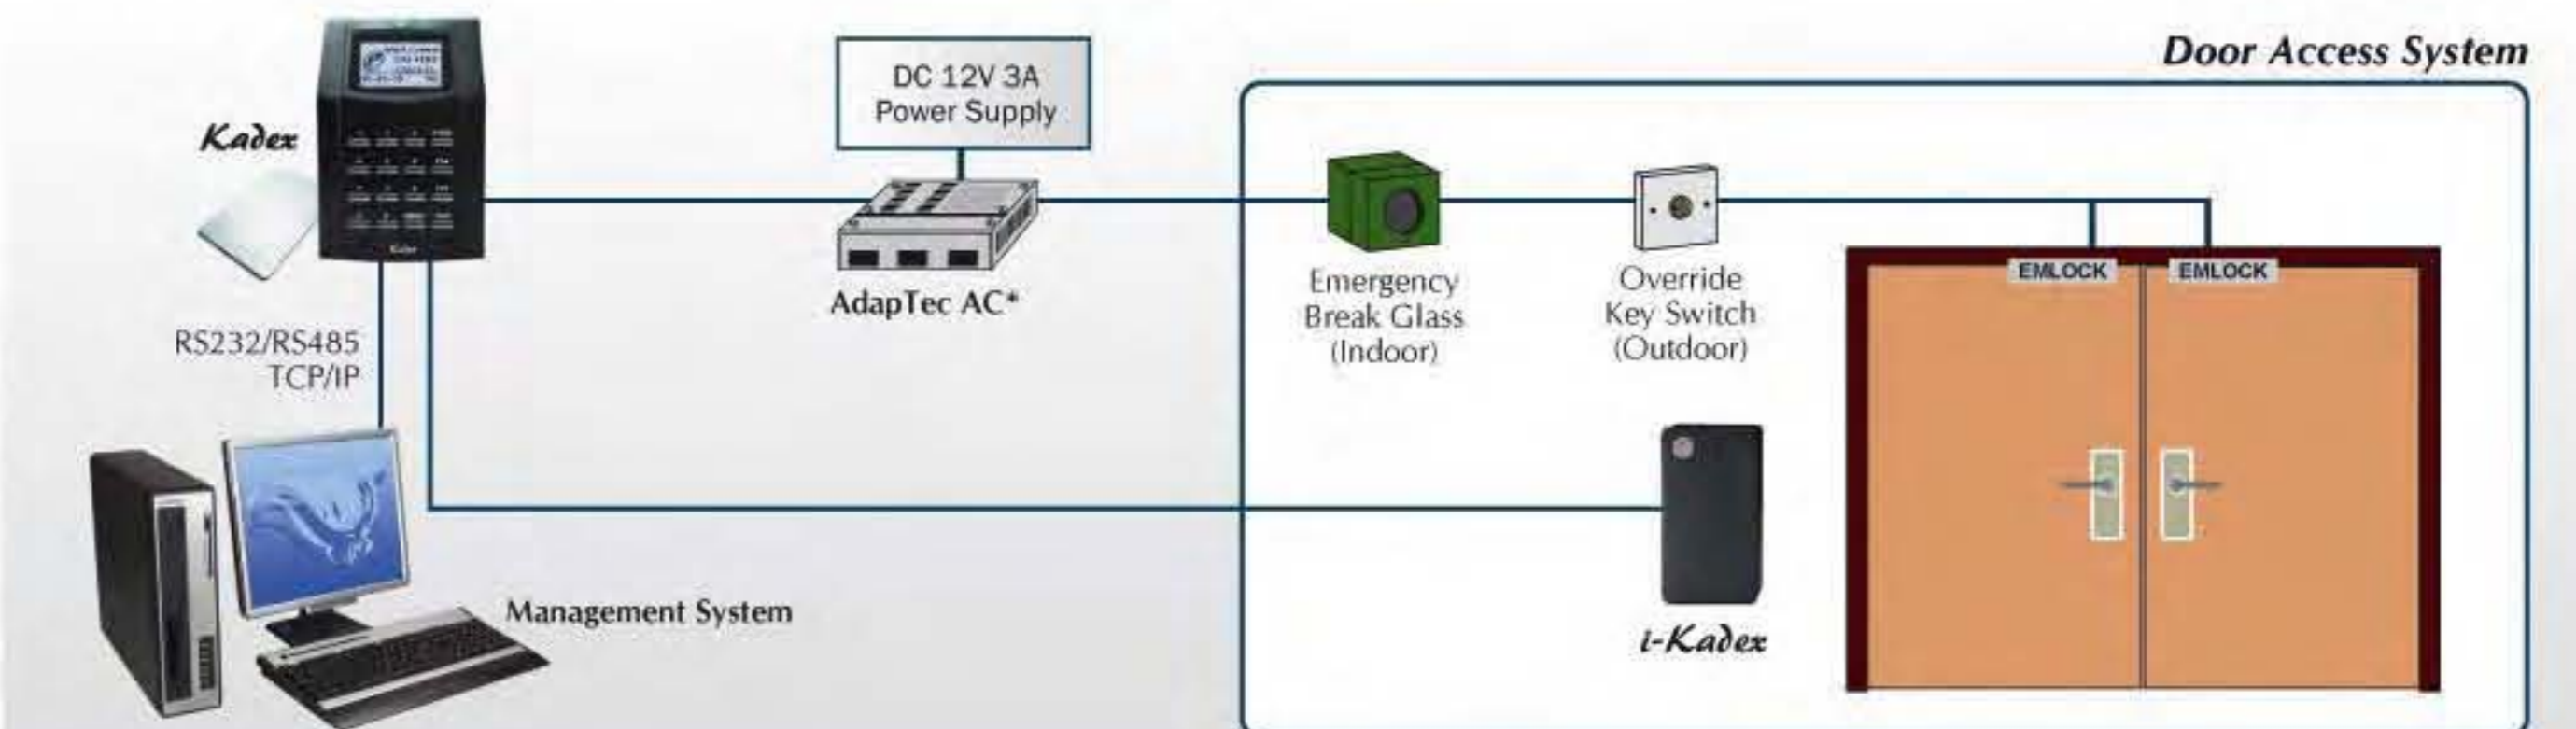 Door Access System
DC 12V 3A
Power Supply
Kadex
AdapTec AC*
Emergency
Break Glass
(Indoor)
Override
Key Switch
(Outdoor)
EMLOCK
EMLOCK
RS232/RS485
TCP/IP
Management System
i-Kadex